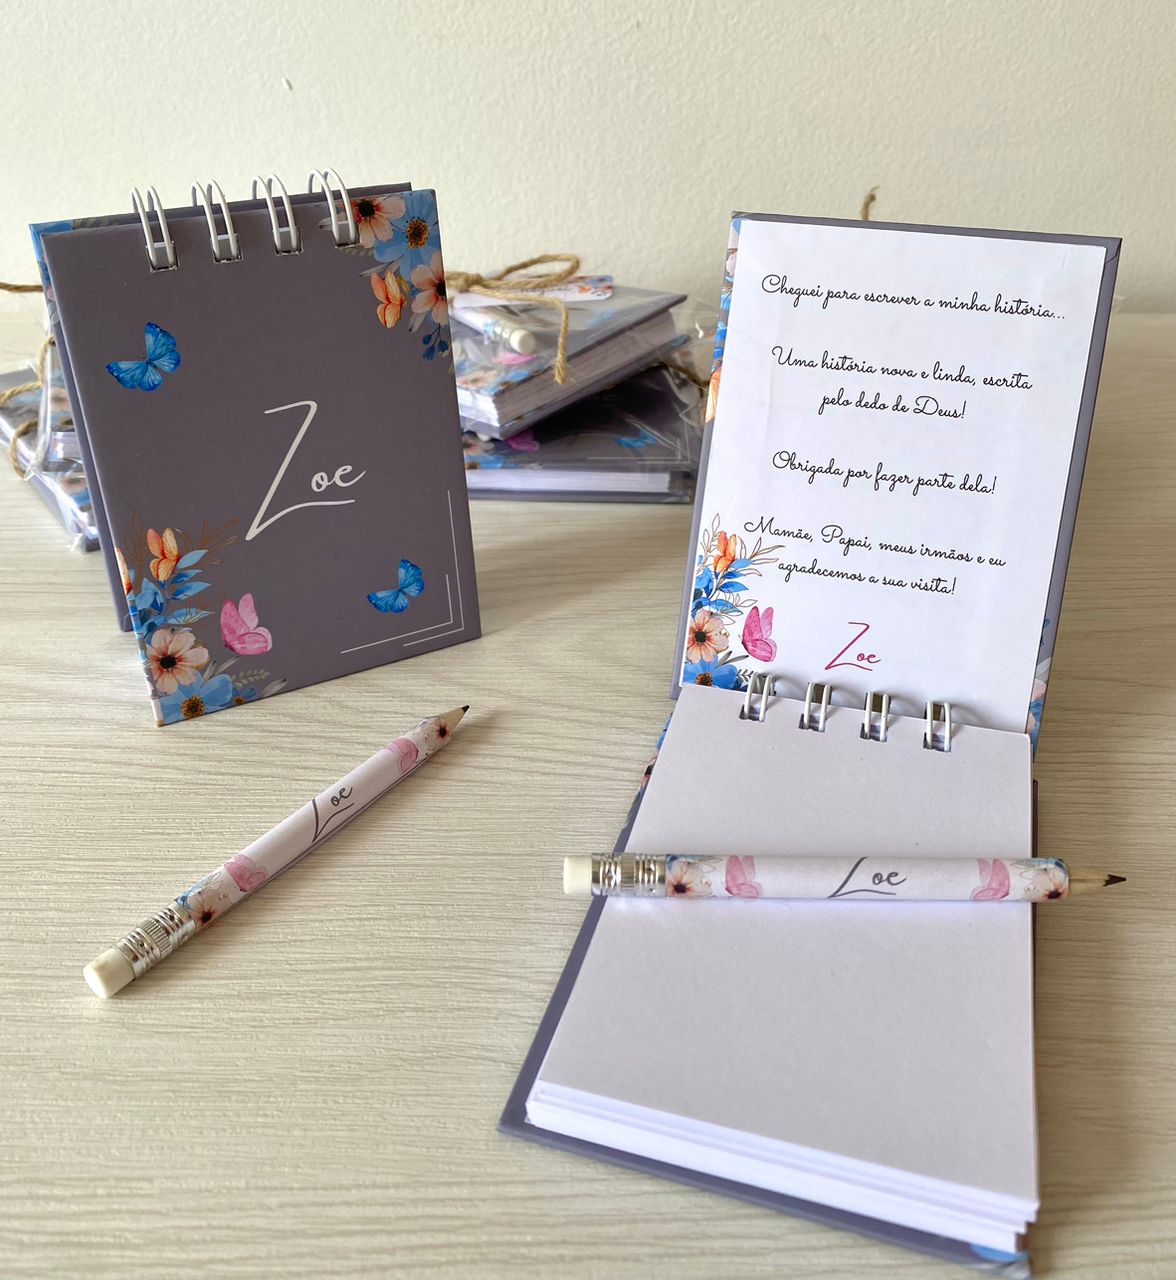 Zoe
Cheguei para escrever a minha história...
Uma história nova e linda, escrita
pelo dedo de Deus!
Obrigada por fazer parte dela!
Mamãe, Papai, meus irmãos e eu
agradecemos a sua visita!
Zoe
Zoe
Zoe